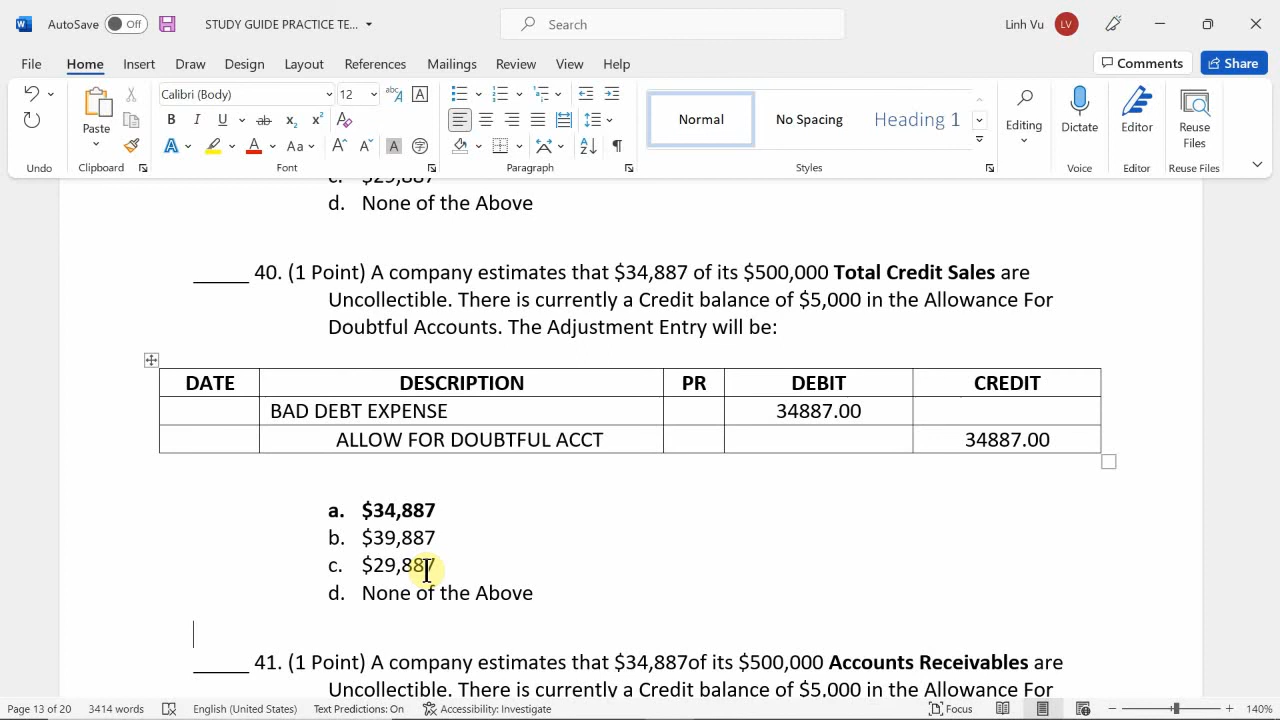 AutoSave Off STUDY GUIDE PRACTICE TE... Search Linh Vu LV
File Home Insert Draw Design Layout References Mailings Review View Help Comments Share
Calibri (Body) 12
Paste
Normal No Spacing Heading 1
Editing Dictate Editor Reuse Files
Undo Clipboard Font Paragraph Styles Voice Editor Reuse Files
c. $29,887
d. None of the Above
_____ 40. (1 Point) A company estimates that $34,887 of its $500,000 Total Credit Sales are
Uncollectible. There is currently a Credit balance of $5,000 in the Allowance For
Doubtful Accounts. The Adjustment Entry will be:
DATE DESCRIPTION PR DEBIT CREDIT
BAD DEBT EXPENSE 34887.00
ALLOW FOR DOUBTFUL ACCT 34887.00
a. $34,887
b. $39,887
c. $29,887
d. None of the Above
_____ 41. (1 Point) A company estimates that $34,887of its $500,000 Accounts Receivables are
Uncollectible. There is currently a Credit balance of $5,000 in the Allowance For
Page 13 of 20 3414 words English (United States) Text Predictions: On Accessibility: Investigate Focus 140%